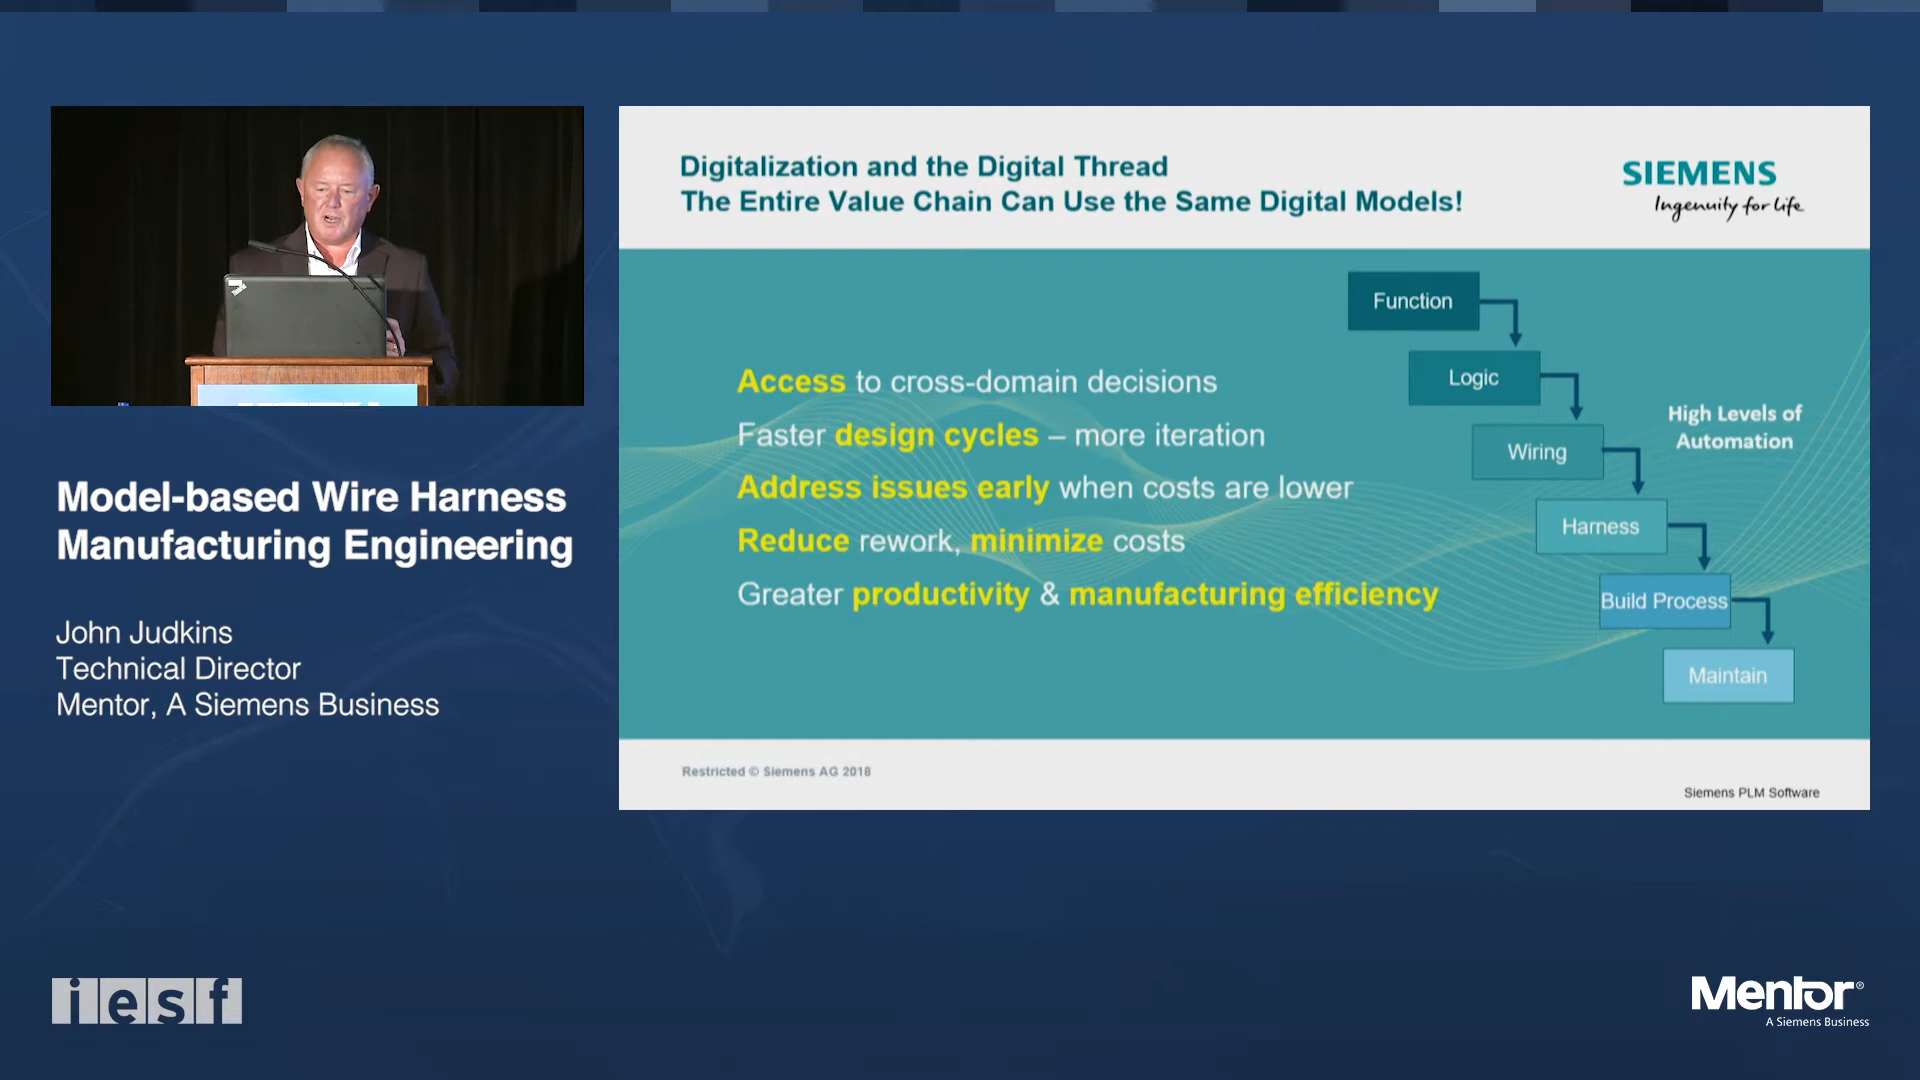 Model-based Wire Harness
Manufacturing Engineering
John Judkins
Technical Director
Mentor, A Siemens Business
Digitalization and the Digital Thread
The Entire Value Chain Can Use the Same Digital Models!
SIEMENS
Ingenuity for life
Access to cross-domain decisions
Faster design cycles – more iteration
Address issues early when costs are lower
Reduce rework, minimize costs
Greater productivity & manufacturing efficiency
Function
Logic
Wiring
Harness
Build Process
Maintain
High Levels of
Automation
Restricted © Siemens AG 2018
Siemens PLM Software
iesf
Mentor®
A Siemens Business